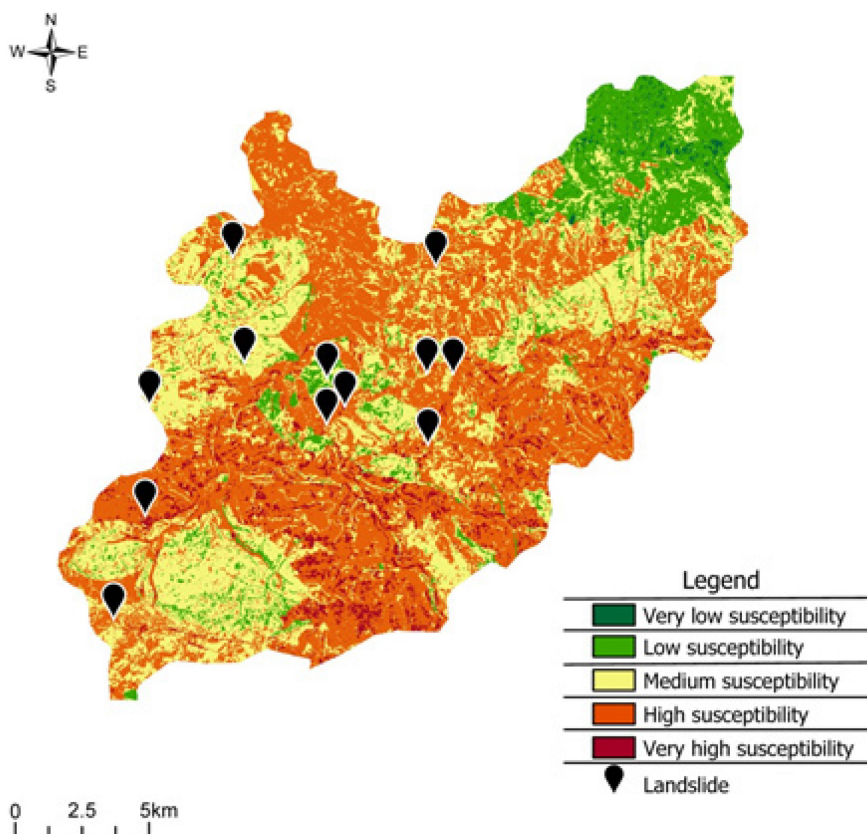 N
W E
S
Legend
Very low susceptibility
Low susceptibility
Medium susceptibility
High susceptibility
Very high susceptibility
Landslide
0 2.5 5km